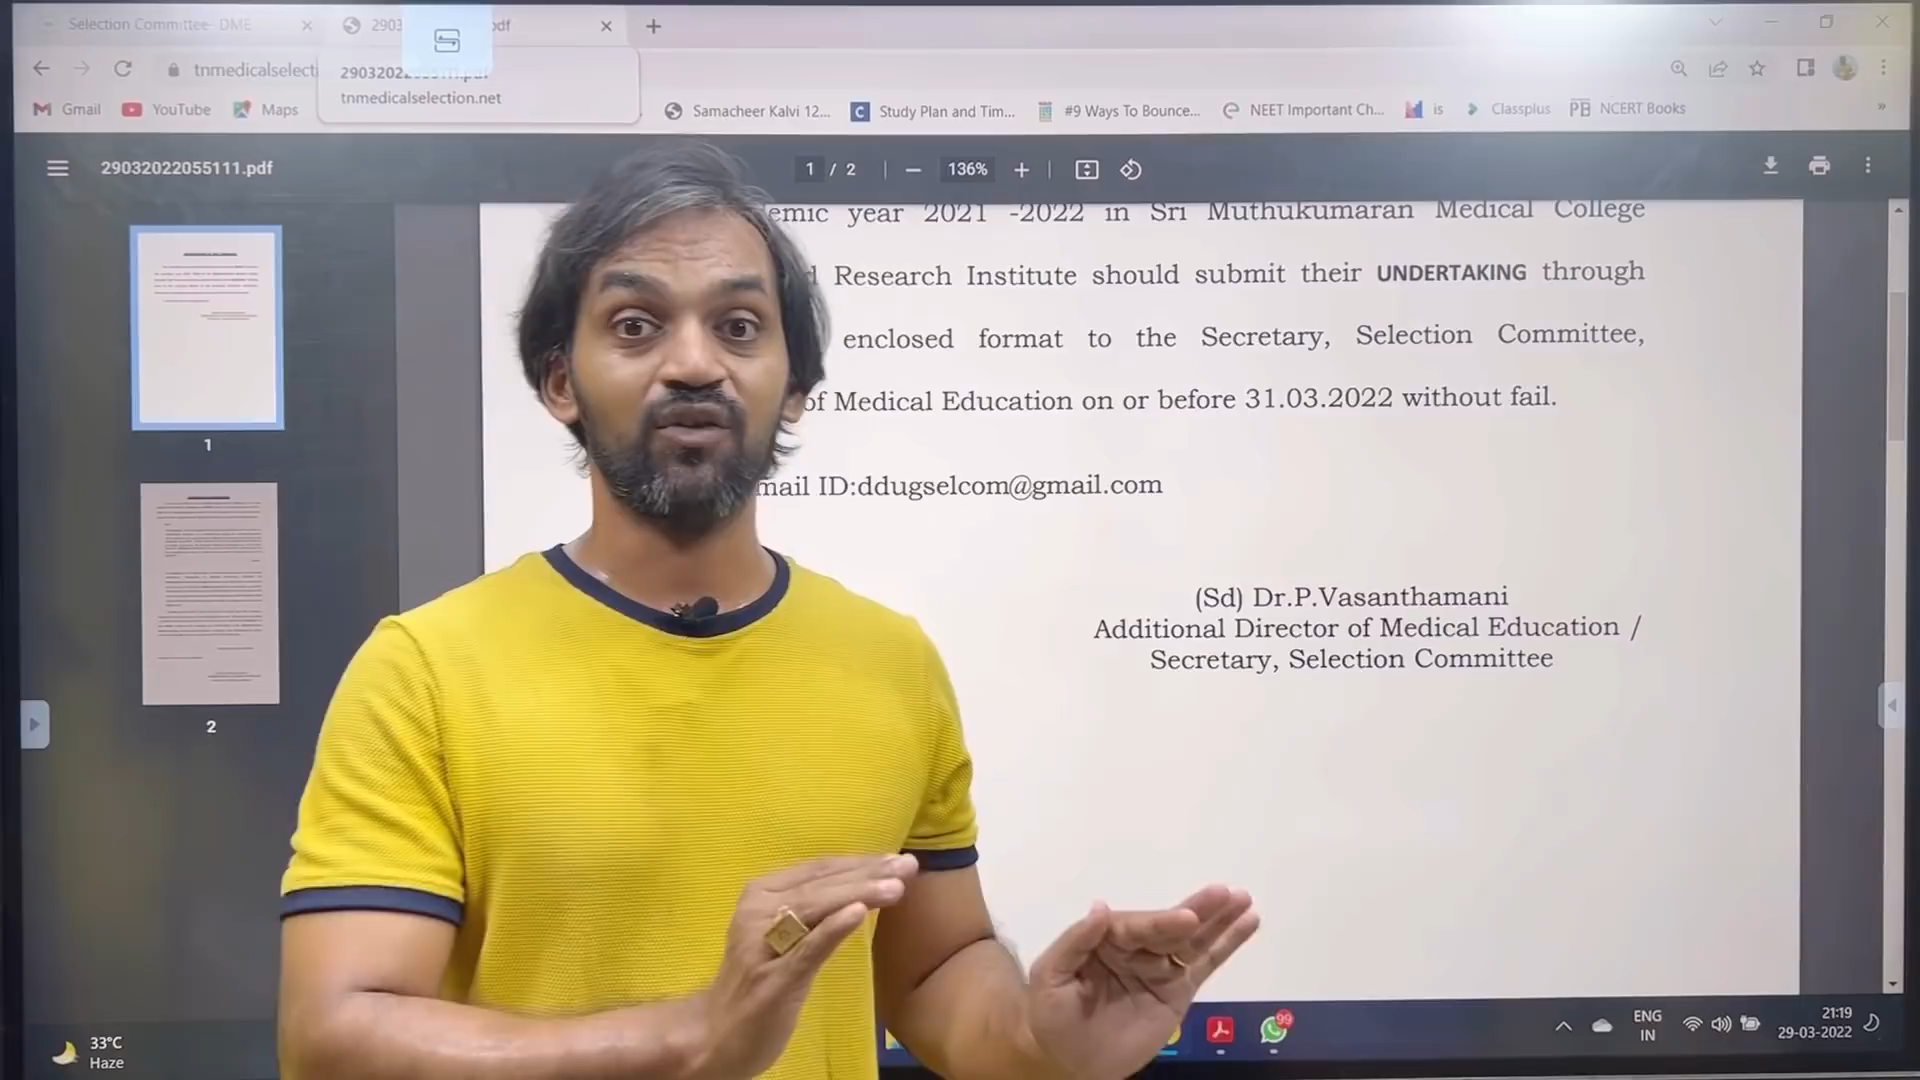 Selection Committee- DME
2903
pdf
tnmedicalselecti
2903202
tnmedicalselection.net
Gmail
YouTube
Maps
Samacheer Kalvi 12...
Study Plan and Tim...
#9 Ways To Bounce...
NEET Important Ch...
is
Classplus
NCERT Books
29032022055111.pdf
1 / 2
136%
emic year 2021 -2022 in Sri Muthukumaran Medical College
Research Institute should submit their UNDERTAKING through
enclosed format to the Secretary, Selection Committee,
of Medical Education on or before 31.03.2022 without fail.
mail ID:ddugselcom@gmail.com
(Sd) Dr.P.Vasanthamani
Additional Director of Medical Education /
Secretary, Selection Committee
1
2
33°C
Haze
99
ENG
IN
21:19
29-03-2022